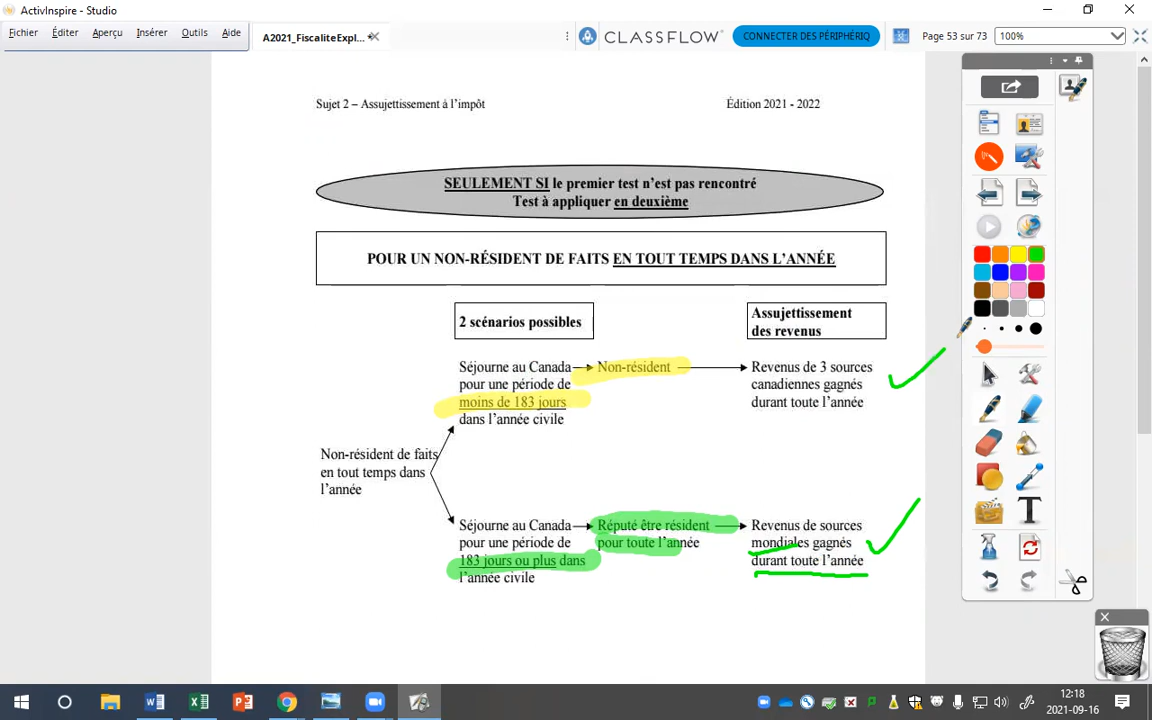 ActivInspire - Studio
Fichier Éditer Aperçu Insérer Outils Aide
A2021_FiscaliteExpl...
CLASSFLOW
CONNECTER DES PÉRIPHÉRIQ
Page 53 sur 73
100%
Sujet 2 – Assujettissement à l'impôt
Édition 2021 - 2022
SEULEMENT SI le premier test n'est pas rencontré
Test à appliquer en deuxième
POUR UN NON-RÉSIDENT DE FAITS EN TOUT TEMPS DANS L'ANNÉE
2 scénarios possibles
Assujettissement
des revenus
Séjourne au Canada
pour une période de
moins de 183 jours
dans l'année civile
Non-résident
Revenus de 3 sources
canadiennes gagnés
durant toute l'année
Non-résident de faits
en tout temps dans
l'année
Séjourne au Canada
pour une période de
183 jours ou plus dans
l'année civile
Réputé être résident
pour toute l'année
Revenus de sources
mondiales gagnés
durant toute l'année
12:18
2021-09-16